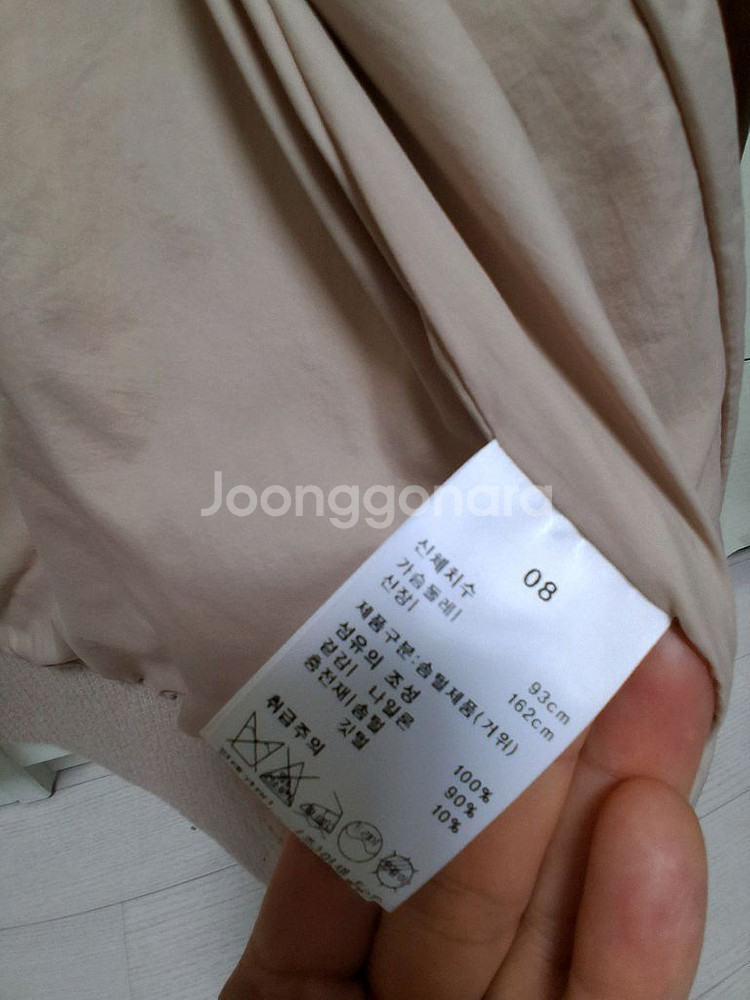 Joonggonara
08
신체치수
가슴둘레| 93cm
신장| 162cm
제품구분:솜털제품(거위)
섬유의 조성
겉감| 나일론 100%
충전재|솜털 90%
깃털 10%
취급주의